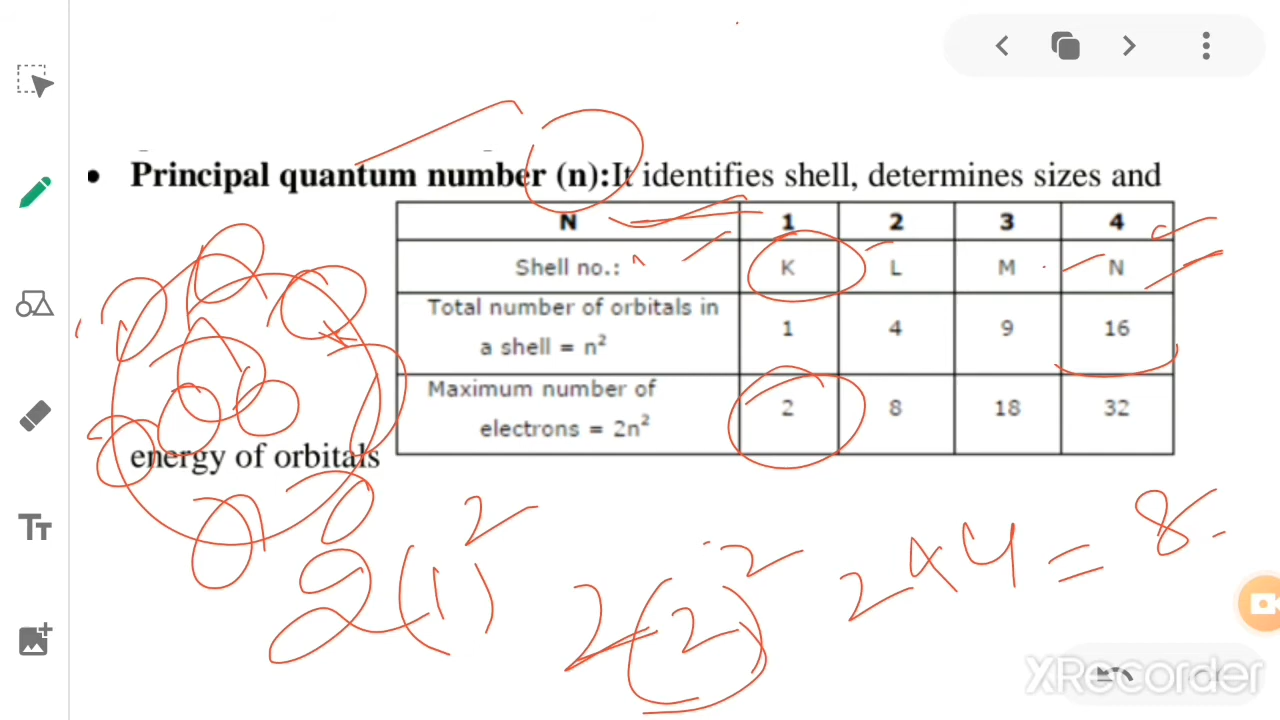 • Principal quantum number (n):It identifies shell, determines sizes and
N 1 2 3 4
Shell no.: K L M N
Total number of orbitals in
a shell = n² 1 4 9 16
Maximum number of
electrons = 2n² 2 8 18 32
energy of orbitals
2(1)² 2(2)² 2×4=8
Tт
XRecorder